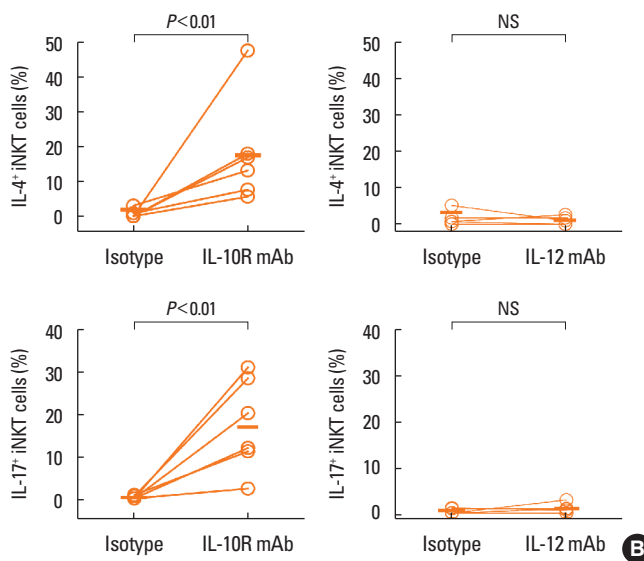 P<0.01
IL-4⁺ iNKT cells (%)
50
40
30
20
10
0
Isotype
IL-10R mAb
NS
IL-4⁺ iNKT cells (%)
50
40
30
20
10
0
Isotype
IL-12 mAb
P<0.01
IL-17⁺ iNKT cells (%)
40
30
20
10
0
Isotype
IL-10R mAb
NS
IL-17⁺ iNKT cells (%)
40
30
20
10
0
Isotype
IL-12 mAb
B